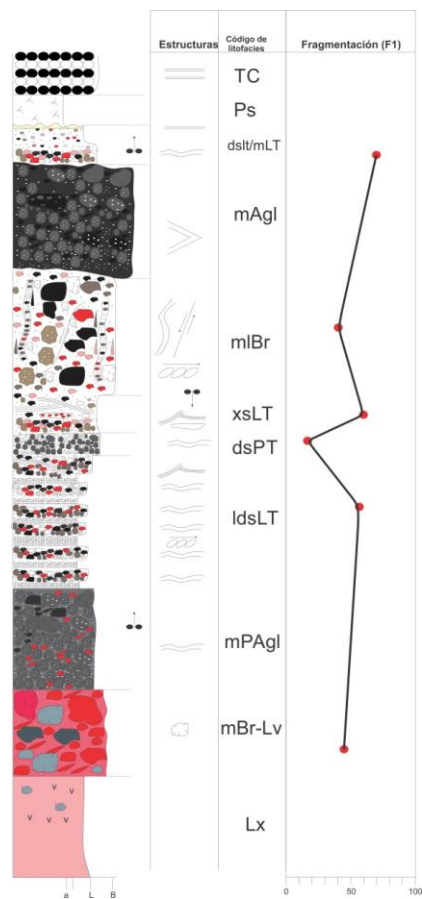 Estructuras
Código de
litofacies
Fragmentación (F1)
TC
Ps
dslt/mLT
mAgl
mlBr
xsLT
dsPT
ldsLT
mPAgl
mBr-Lv
Lx
v v v
v v v
a L B
0 50 100